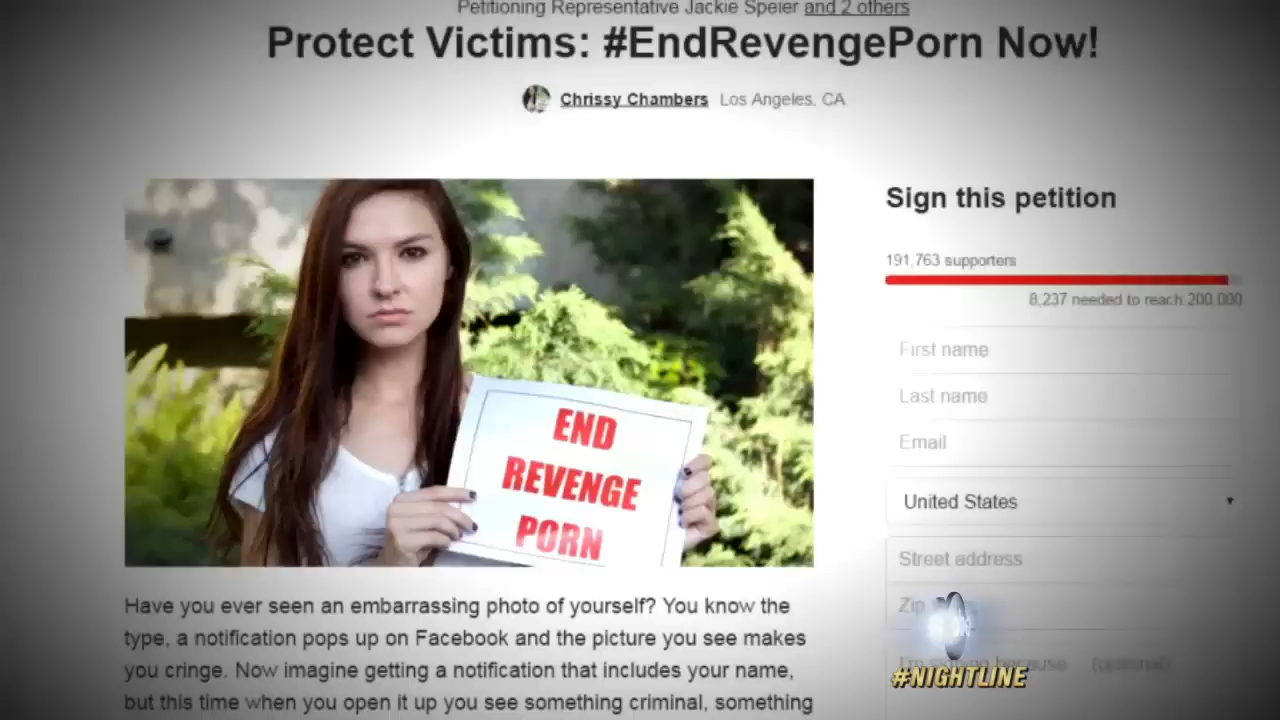 Petitioning Representative Jackie Speier and 2 others
Protect Victims: #EndRevengePorn Now!
Chrissy Chambers Los Angeles, CA
END
REVENGE
PORN
Sign this petition
191,763 supporters
8,237 needed to reach 200,000
First name
Last name
Email
United States
Street address
Zip
I'm signing because (optional)
#NIGHTLINE
Have you ever seen an embarrassing photo of yourself? You know the
type, a notification pops up on Facebook and the picture you see makes
you cringe. Now imagine getting a notification that includes your name,
but this time when you open it up you see something criminal, something